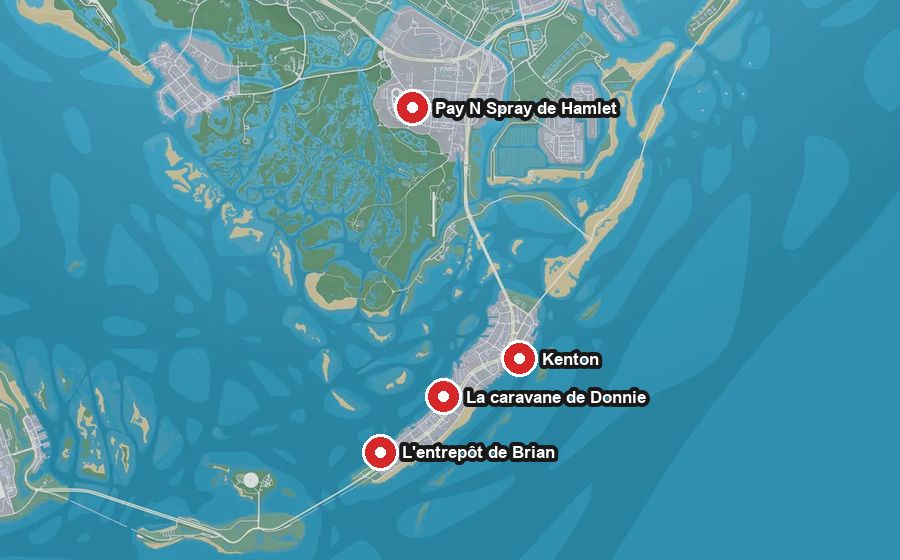 Pay N Spray de Hamlet
Kenton
La caravane de Donnie
L'entrepôt de Brian